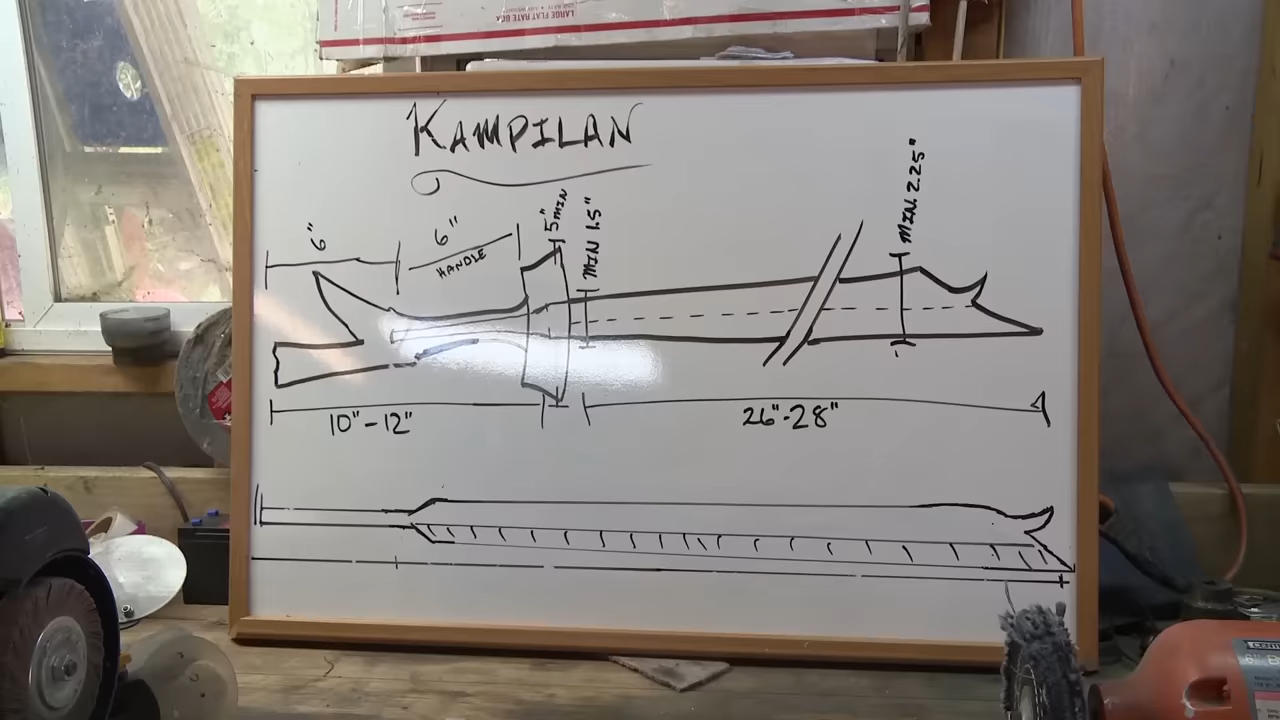 LARGE FLAT RATE BOX
KAMPILAN
6"
6"
HANDLE
5" MIN
MIN 1.5"
MIN. 2.25"
10"-12"
26"-28"